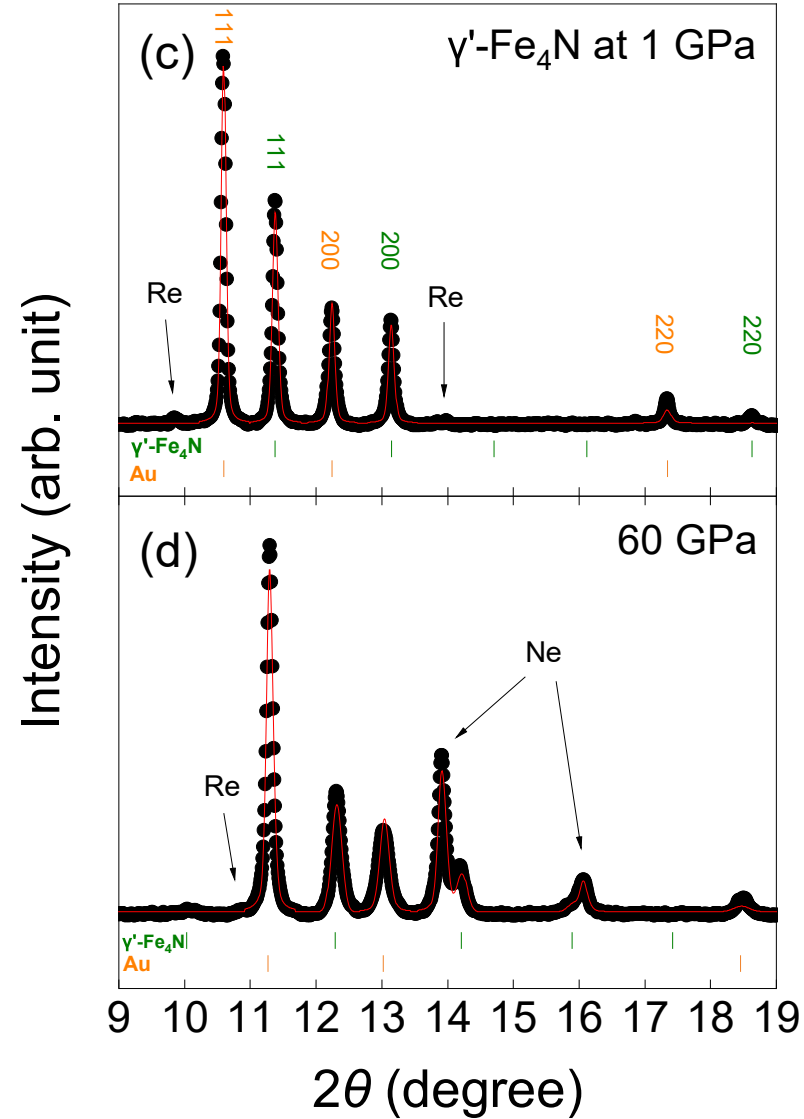 (c)
γ'-Fe₄N at 1 GPa
111
111
200
200
220
220
Re
Re
γ'-Fe₄N
Au
(d)
60 GPa
Ne
Re
γ'-Fe₄N
Au
9 10 11 12 13 14 15 16 17 18 19
2θ (degree)
Intensity (arb. unit)